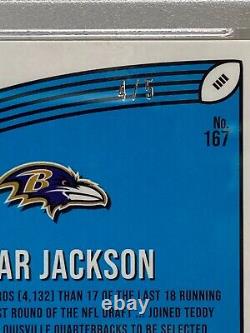 4/5
No.
167
B
AR JACKSON
RDS (4,132) THAN 17 OF THE LAST 18 RUNNING
ST ROUND OF THE NFL DRAFT ... JOINED TEDDY
OUISVILLE QUARTERBACKS TO BE SELECTED